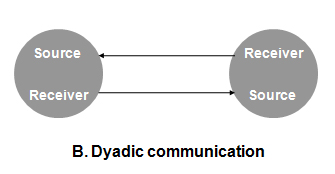 Source
Receiver
Receiver
Source
B. Dyadic communication